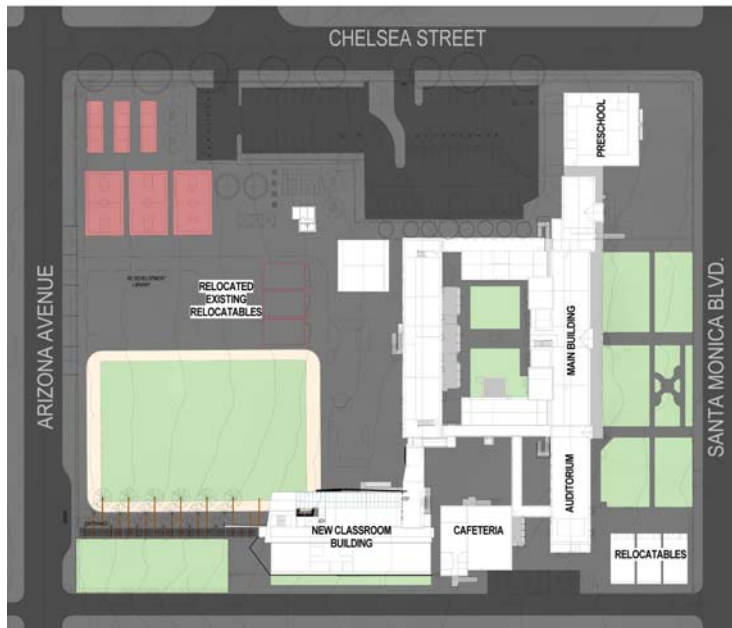 CHELSEA STREET
PRESCHOOL
ARIZONA AVENUE
RELOCATED
EXISTING
RELOCATABLES
MAIN BUILDING
SANTA MONICA BLVD.
AUDITORIUM
NEW CLASSROOM
BUILDING
CAFETERIA
RELOCATABLES